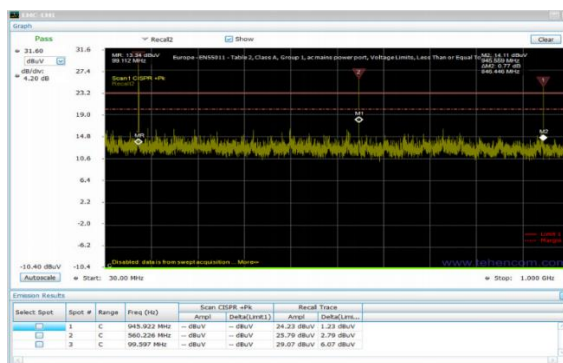 EMC-EMI
Graph
Pass
Recall2
Show
Clear
31.60
dBuV
dB/div:
4.20 dB
31.6
27.4
23.2
19.0
14.8
10.6
6.4
2.2
-2.0
-6.2
-10.4
-10.40 dBuV
Autoscale
MR: 13.34 dBuV
99.112 MHz
Europe - EN55011 - Table 2, Class A, Group 1, ac mains power port, Voltage Limits, Less Than or Equal
M2: 14.11 dBuV
945.559 MHz
ΔM2: 0.77 dB
846.446 MHz
Scan1 CISPR +Pk
Recall2
2
1
MR
M1
M2
Limit 1
Margin
Disabled: data is from swept acquisition... More
www.tehencom.com
Start: 30.00 MHz
Stop: 1.000 GHz
Emission Results
Select Spot
Spot #
Range
Freq (Hz)
Scan CISPR +Pk
Recall Trace
Ampl
Delta(Limit1)
Ampl
Delta(Lims...
1 C 945.922 MHz -- dBuV -- dBuV 24.23 dBuV 1.23 dBuV
2 C 560.226 MHz -- dBuV -- dBuV 25.79 dBuV 2.79 dBuV
3 C 99.597 MHz -- dBuV -- dBuV 29.07 dBuV 6.07 dBuV